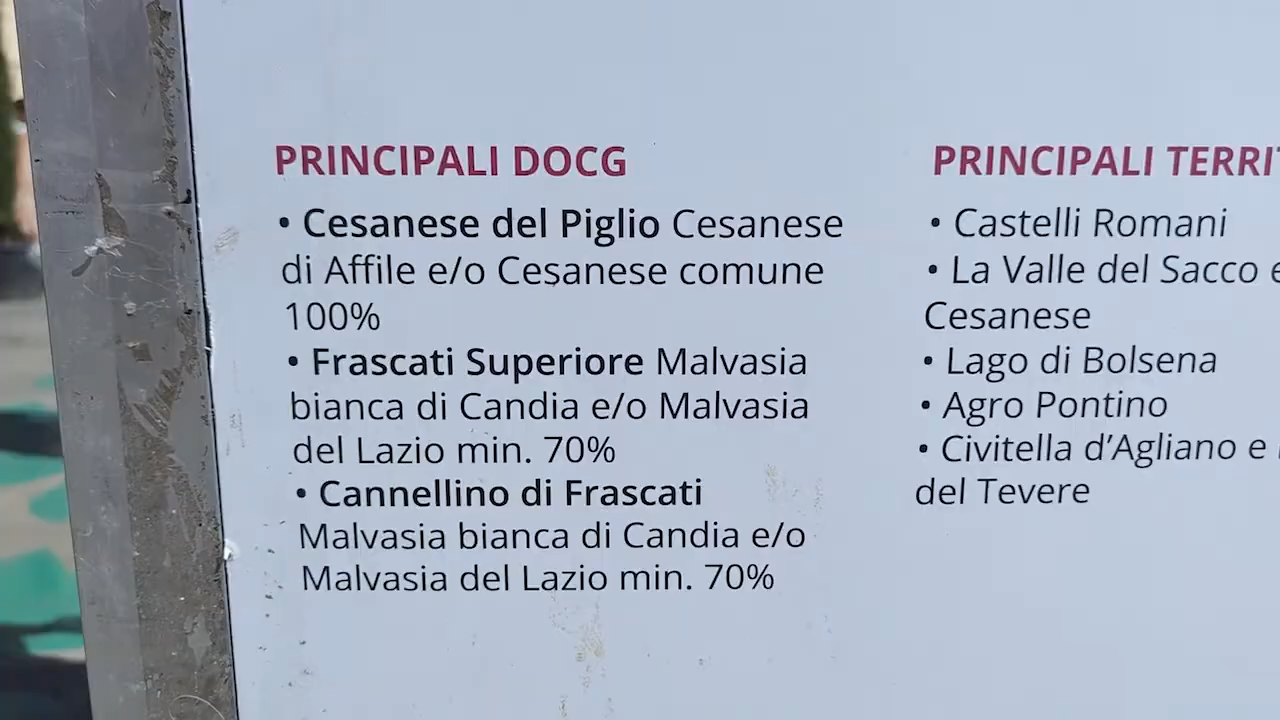 PRINCIPALI DOCG
• Cesanese del Piglio Cesanese
di Affile e/o Cesanese comune
100%
• Frascati Superiore Malvasia
bianca di Candia e/o Malvasia
del Lazio min. 70%
• Cannellino di Frascati
Malvasia bianca di Candia e/o
Malvasia del Lazio min. 70%
PRINCIPALI
• Castelli Romani
• La Valle del Sacco e
Cesanese
• Lago di Bolsena
• Agro Pontino
• Civitella d'Agliano e
del Tevere